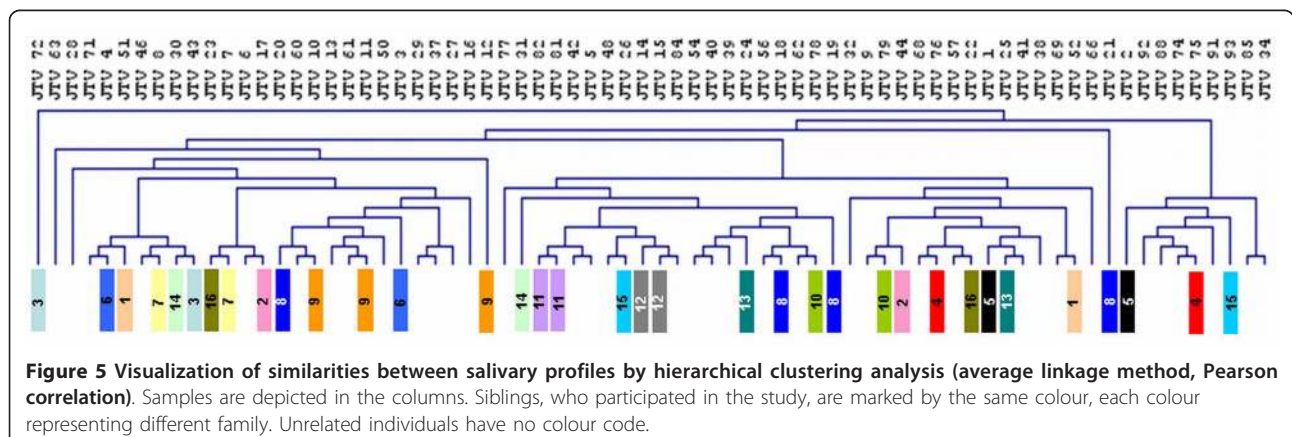 JTV 72 JTV 63 JTV 28 JTV 71 JTV 4 JTV 51 JTV 46 JTV 8 JTV 30 JTV 43 JTV 23 JTV 7 JTV 6 JTV 17 JTV 20 JTV 60 JTV 10 JTV 13 JTV 61 JTV 11 JTV 50 JTV 3 JTV 29 JTV 37 JTV 27 JTV 16 JTV 12 JTV 77 JTV 31 JTV 82 JTV 81 JTV 42 JTV 5 JTV 48 JTV 26 JTV 14 JTV 15 JTV 84 JTV 54 JTV 40 JTV 39 JTV 24 JTV 56 JTV 18 JTV 62 JTV 78 JTV 19 JTV 32 JTV 9 JTV 79 JTV 44 JTV 68 JTV 76 JTV 57 JTV 22 JTV 1 JTV 25 JTV 41 JTV 38 JTV 69 JTV 52 JTV 66 JTV 21 JTV 2 JTV 92 JTV 88 JTV 74 JTV 75 JTV 91 JTV 93 JTV 85 JTV 34
3 6 1 7 14 3 16 7 2 8 9 9 6 9 14 11 11 15 12 12 13 8 10 8 10 2 4 16 5 13 1 8 5 4 15
Figure 5 Visualization of similarities between salivary profiles by hierarchical clustering analysis (average linkage method, Pearson
correlation). Samples are depicted in the columns. Siblings, who participated in the study, are marked by the same colour, each colour
representing different family. Unrelated individuals have no colour code.